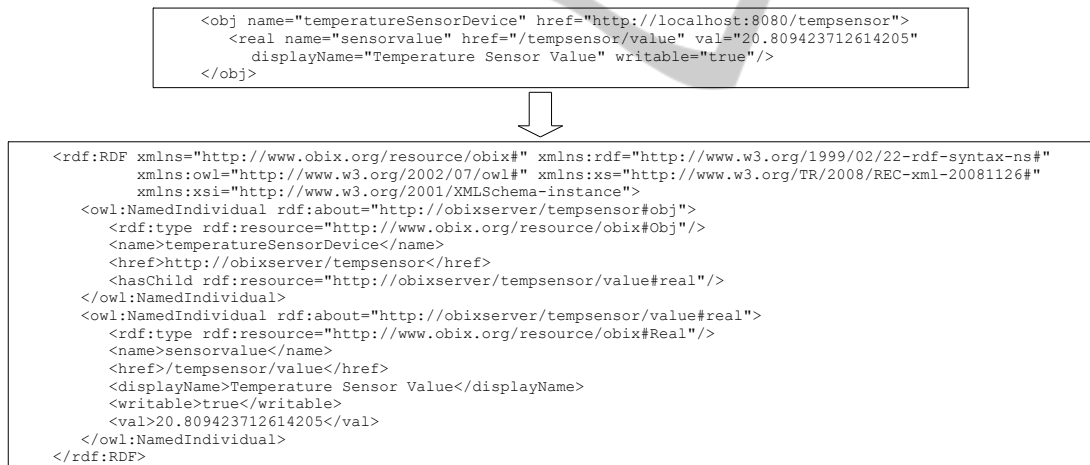 <obj name="temperatureSensorDevice" href="http://localhost:8080/tempsensor">
<real name="sensorvalue" href="/tempsensor/value" val="20.809423712614205"
displayName="Temperature Sensor Value" writable="true"/>
</obj>
<rdf:RDF xmlns="http://www.obix.org/resource/obix#" xmlns:rdf="http://www.w3.org/1999/02/22-rdf-syntax-ns#"
xmlns:owl="http://www.w3.org/2002/07/owl#" xmlns:xs="http://www.w3.org/TR/2008/REC-xml-20081126#"
xmlns:xsi="http://www.w3.org/2001/XMLSchema-instance">
<owl:NamedIndividual rdf:about="http://obixserver/tempsensor#obj">
<rdf:type rdf:resource="http://www.obix.org/resource/obix#Obj"/>
<name>temperatureSensorDevice</name>
<href>http://obixserver/tempsensor</href>
<hasChild rdf:resource="http://obixserver/tempsensor/value#real"/>
</owl:NamedIndividual>
<owl:NamedIndividual rdf:about="http://obixserver/tempsensor/value#real">
<rdf:type rdf:resource="http://www.obix.org/resource/obix#Real"/>
<name>sensorvalue</name>
<href>/tempsensor/value</href>
<displayName>Temperature Sensor Value</displayName>
<writable>true</writable>
<val>20.809423712614205</val>
</owl:NamedIndividual>
</rdf:RDF>